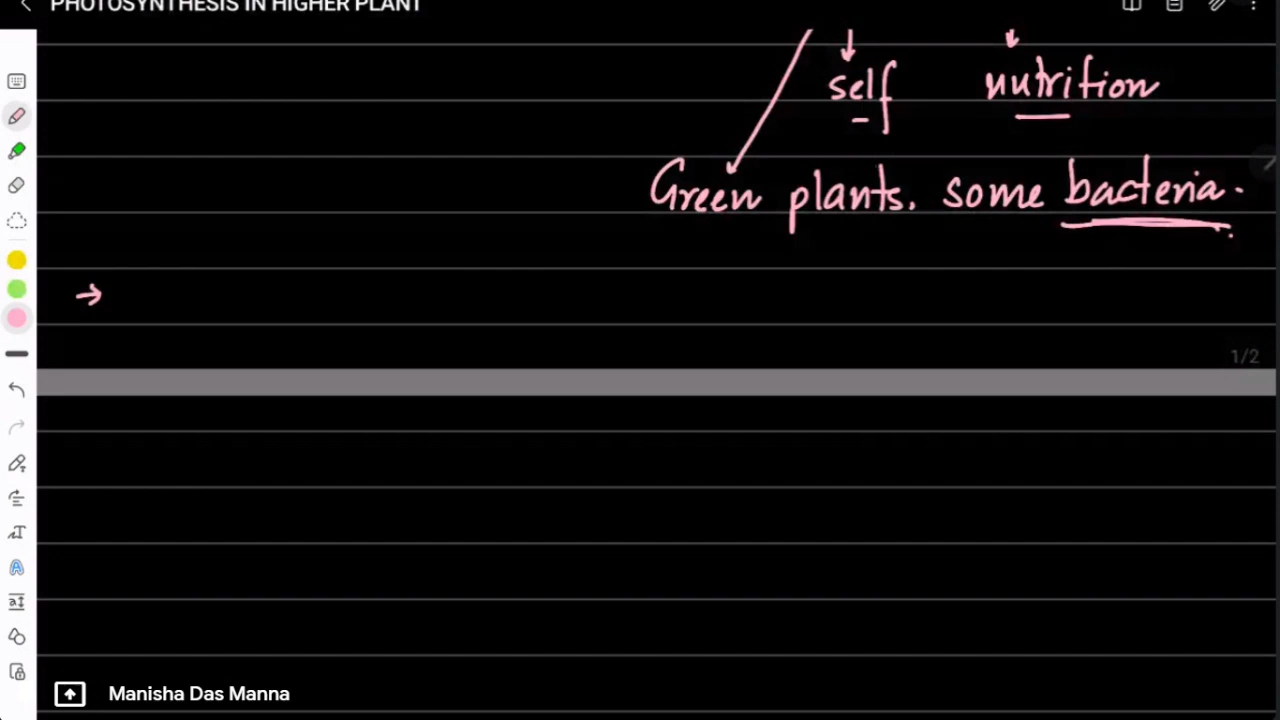 PHOTOSYNTHESIS IN HIGHER PLANT
self nutrition
Green plants. some bacteria.
→
1/2
Manisha Das Manna